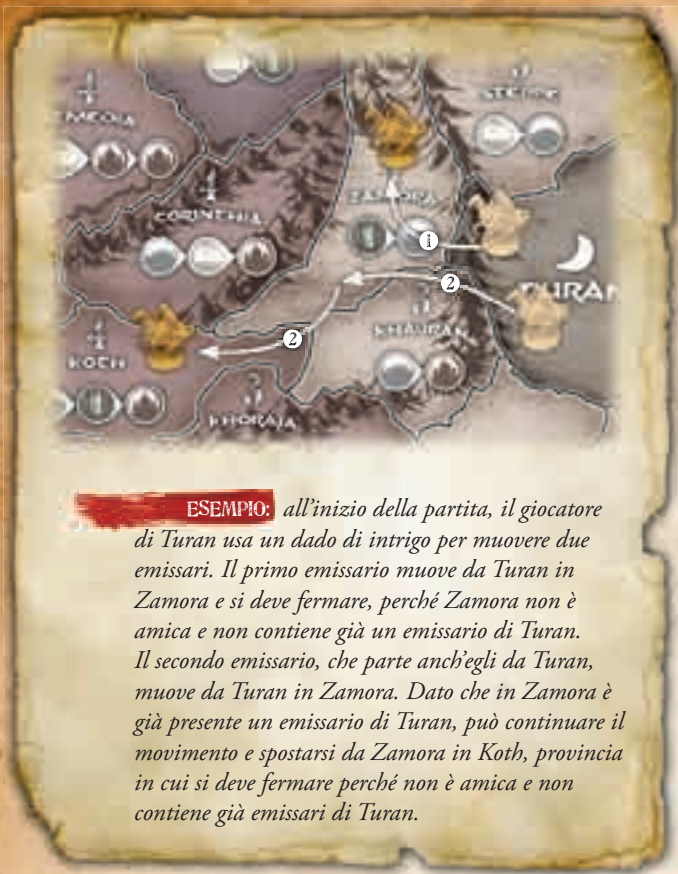 ZAMORA
CORINTHIA
TURAN
KHAURAN
KOTH
KHORAJA
1
2
2
ESEMPIO: all'inizio della partita, il giocatore
di Turan usa un dado di intrigo per muovere due
emissari. Il primo emissario muove da Turan in
Zamora e si deve fermare, perché Zamora non è
amica e non contiene già un emissario di Turan.
Il secondo emissario, che parte anch'egli da Turan,
muove da Turan in Zamora. Dato che in Zamora è
già presente un emissario di Turan, può continuare il
movimento e spostarsi da Zamora in Koth, provincia
in cui si deve fermare perché non è amica e non
contiene già emissari di Turan.